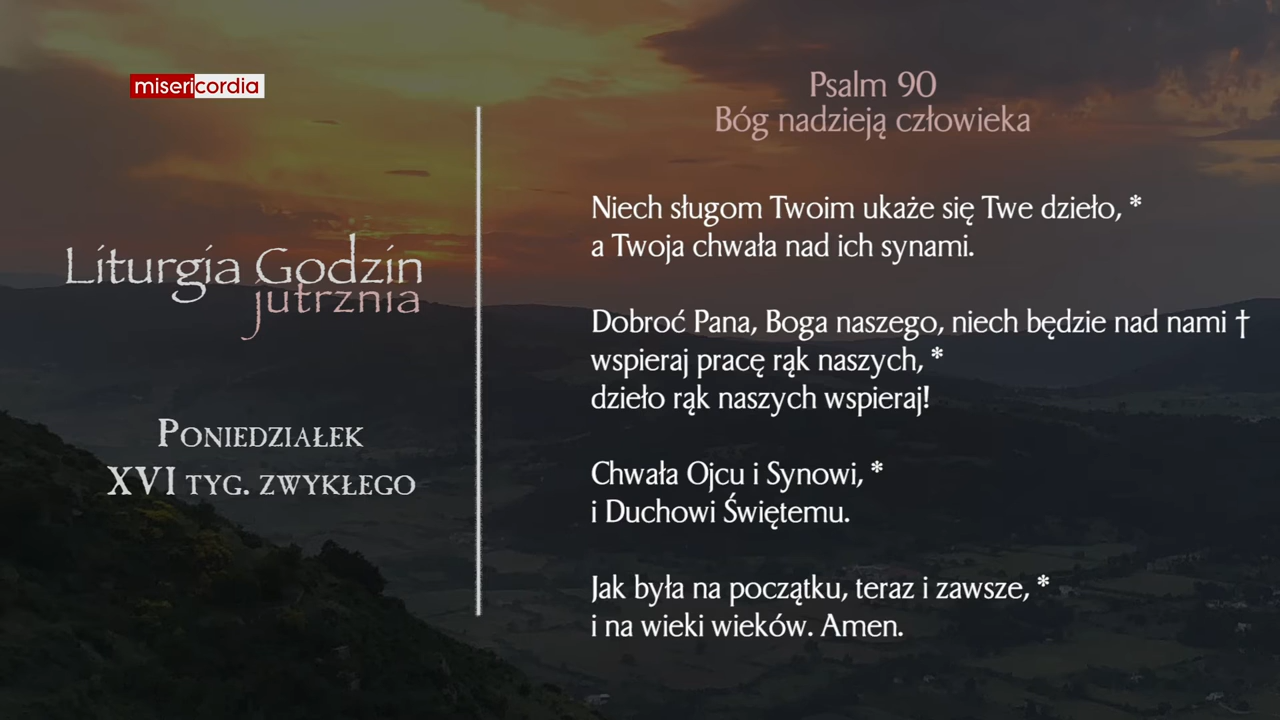 misericordia
Liturgia Godzin
jutrznia
Poniedziałek
XVI tyg. zwykłego
Psalm 90
Bóg nadzieją człowieka
Niech sługom Twoim ukaże się Twe dzieło, *
a Twoja chwała nad ich synami.
Dobroć Pana, Boga naszego, niech będzie nad nami †
wspieraj pracę rąk naszych, *
dzieło rąk naszych wspieraj!
Chwała Ojcu i Synowi, *
i Duchowi Świętemu.
Jak była na początku, teraz i zawsze, *
i na wieki wieków. Amen.